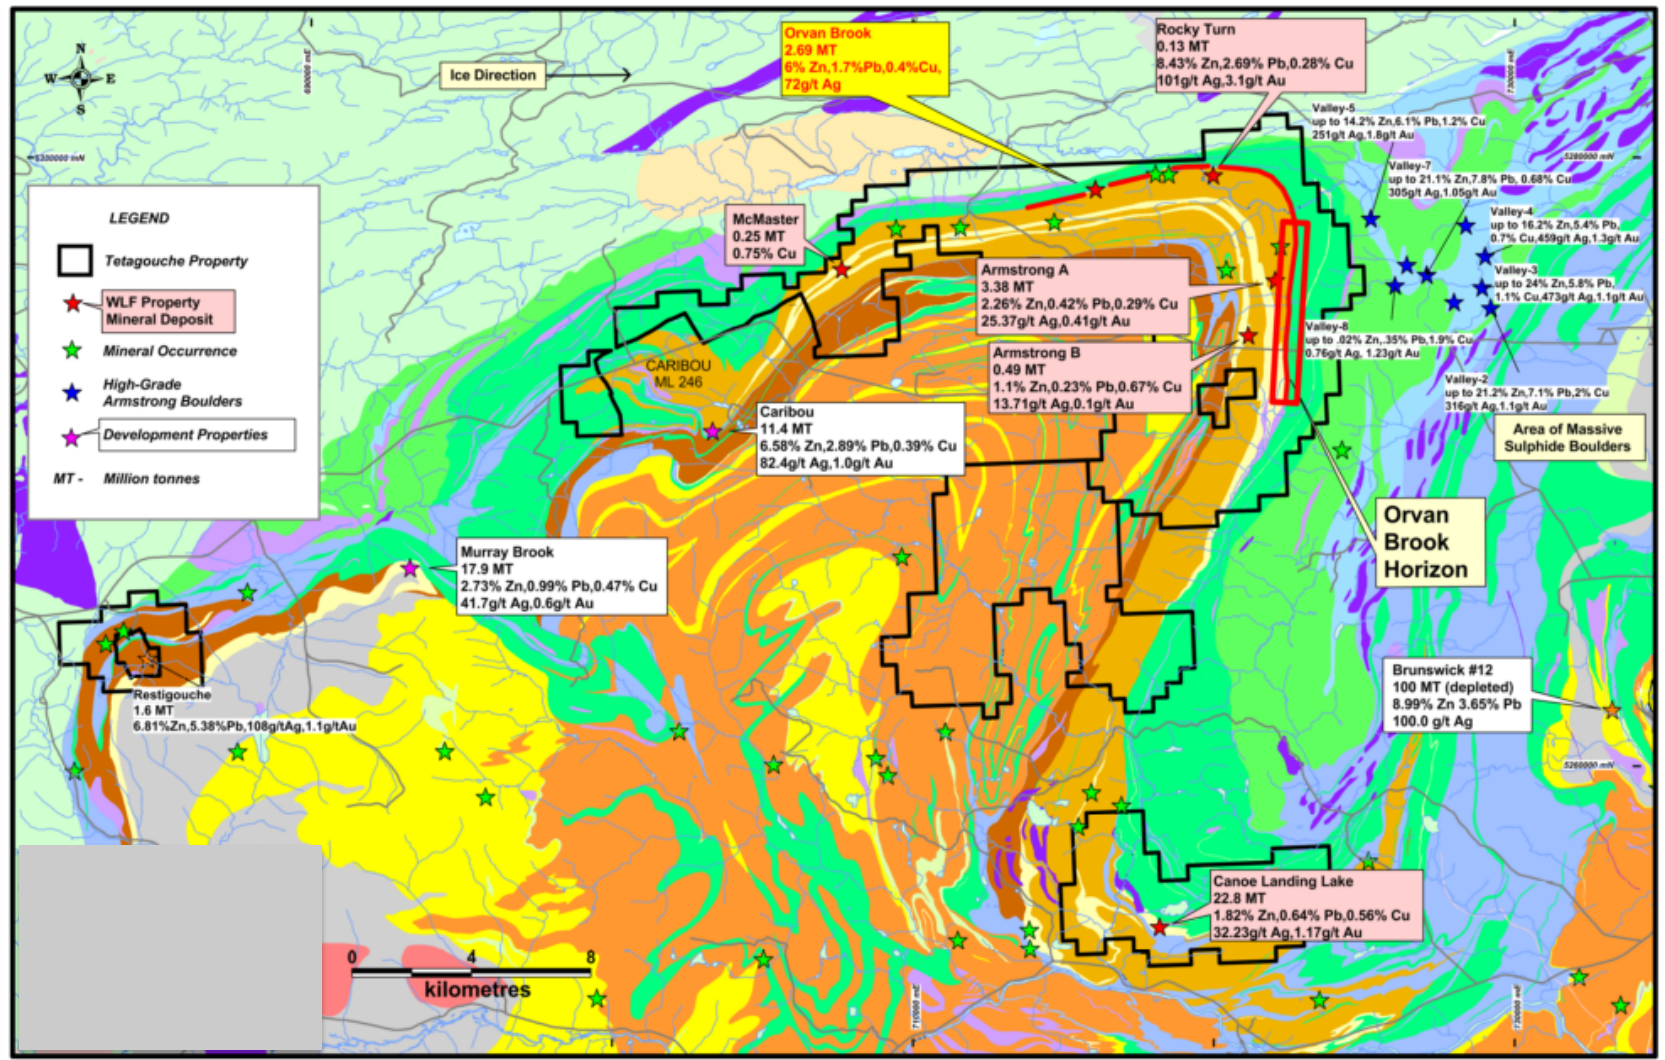 N
W E
S
Ice Direction
690000 mE
730000 mE
5280000 mN
Orvan Brook
2.69 MT
6% Zn,1.7%Pb,0.4%Cu,
72g/t Ag
Rocky Turn
0.13 MT
8.43% Zn,2.69% Pb,0.28% Cu
101g/t Ag,3.1g/t Au
Valley-5
up to 14.2% Zn,6.1% Pb,1.2% Cu
251g/t Ag,1.8g/t Au
Valley-7
up to 21.1% Zn,7.8% Pb, 0.68% Cu
305g/t Ag,1.05g/t Au
Valley-4
up to 16.2% Zn,5.4% Pb,
0.7% Cu,459g/t Ag,1.3g/t Au
Valley-3
up to 24% Zn,5.8% Pb,
1.1% Cu,473g/t Ag,1.1g/t Au
Valley-8
up to .02% Zn,.35% Pb,1.9% Cu
0.76g/t Ag, 1.23g/t Au
Valley-2
up to 21.2% Zn,7.1% Pb,2% Cu
316g/t Ag,1.1g/t Au
Area of Massive
Sulphide Boulders
LEGEND
Tetagouche Property
WLF Property
Mineral Deposit
Mineral Occurrence
High-Grade
Armstrong Boulders
Development Properties
MT - Million tonnes
McMaster
0.25 MT
0.75% Cu
Armstrong A
3.38 MT
2.26% Zn,0.42% Pb,0.29% Cu
25.37g/t Ag,0.41g/t Au
Armstrong B
0.49 MT
1.1% Zn,0.23% Pb,0.67% Cu
13.71g/t Ag,0.1g/t Au
CARIBOU
ML 246
Caribou
11.4 MT
6.58% Zn,2.89% Pb,0.39% Cu
82.4g/t Ag,1.0g/t Au
Orvan
Brook
Horizon
Murray Brook
17.9 MT
2.73% Zn,0.99% Pb,0.47% Cu
41.7g/t Ag,0.6g/t Au
Restigouche
1.6 MT
6.81%Zn,5.38%Pb,108g/tAg,1.1g/tAu
Brunswick #12
100 MT (depleted)
8.99% Zn 3.65% Pb
100.0 g/t Ag
5260000 mN
Canoe Landing Lake
22.8 MT
1.82% Zn,0.64% Pb,0.56% Cu
32.23g/t Ag,1.17g/t Au
0 4 8
kilometres
710000 mE
730000 mE